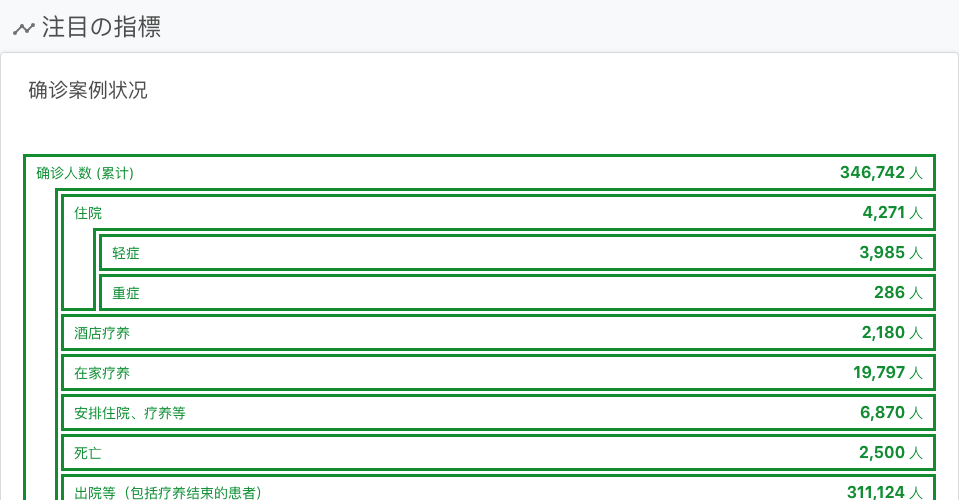 注目の指標
确诊案例状况
确诊人数 (累计) 346,742 人
住院 4,271 人
轻症 3,985 人
重症 286 人
酒店疗养 2,180 人
在家疗养 19,797 人
安排住院、疗养等 6,870 人
死亡 2,500 人
出院等（包括疗养结束的患者） 311,124 人